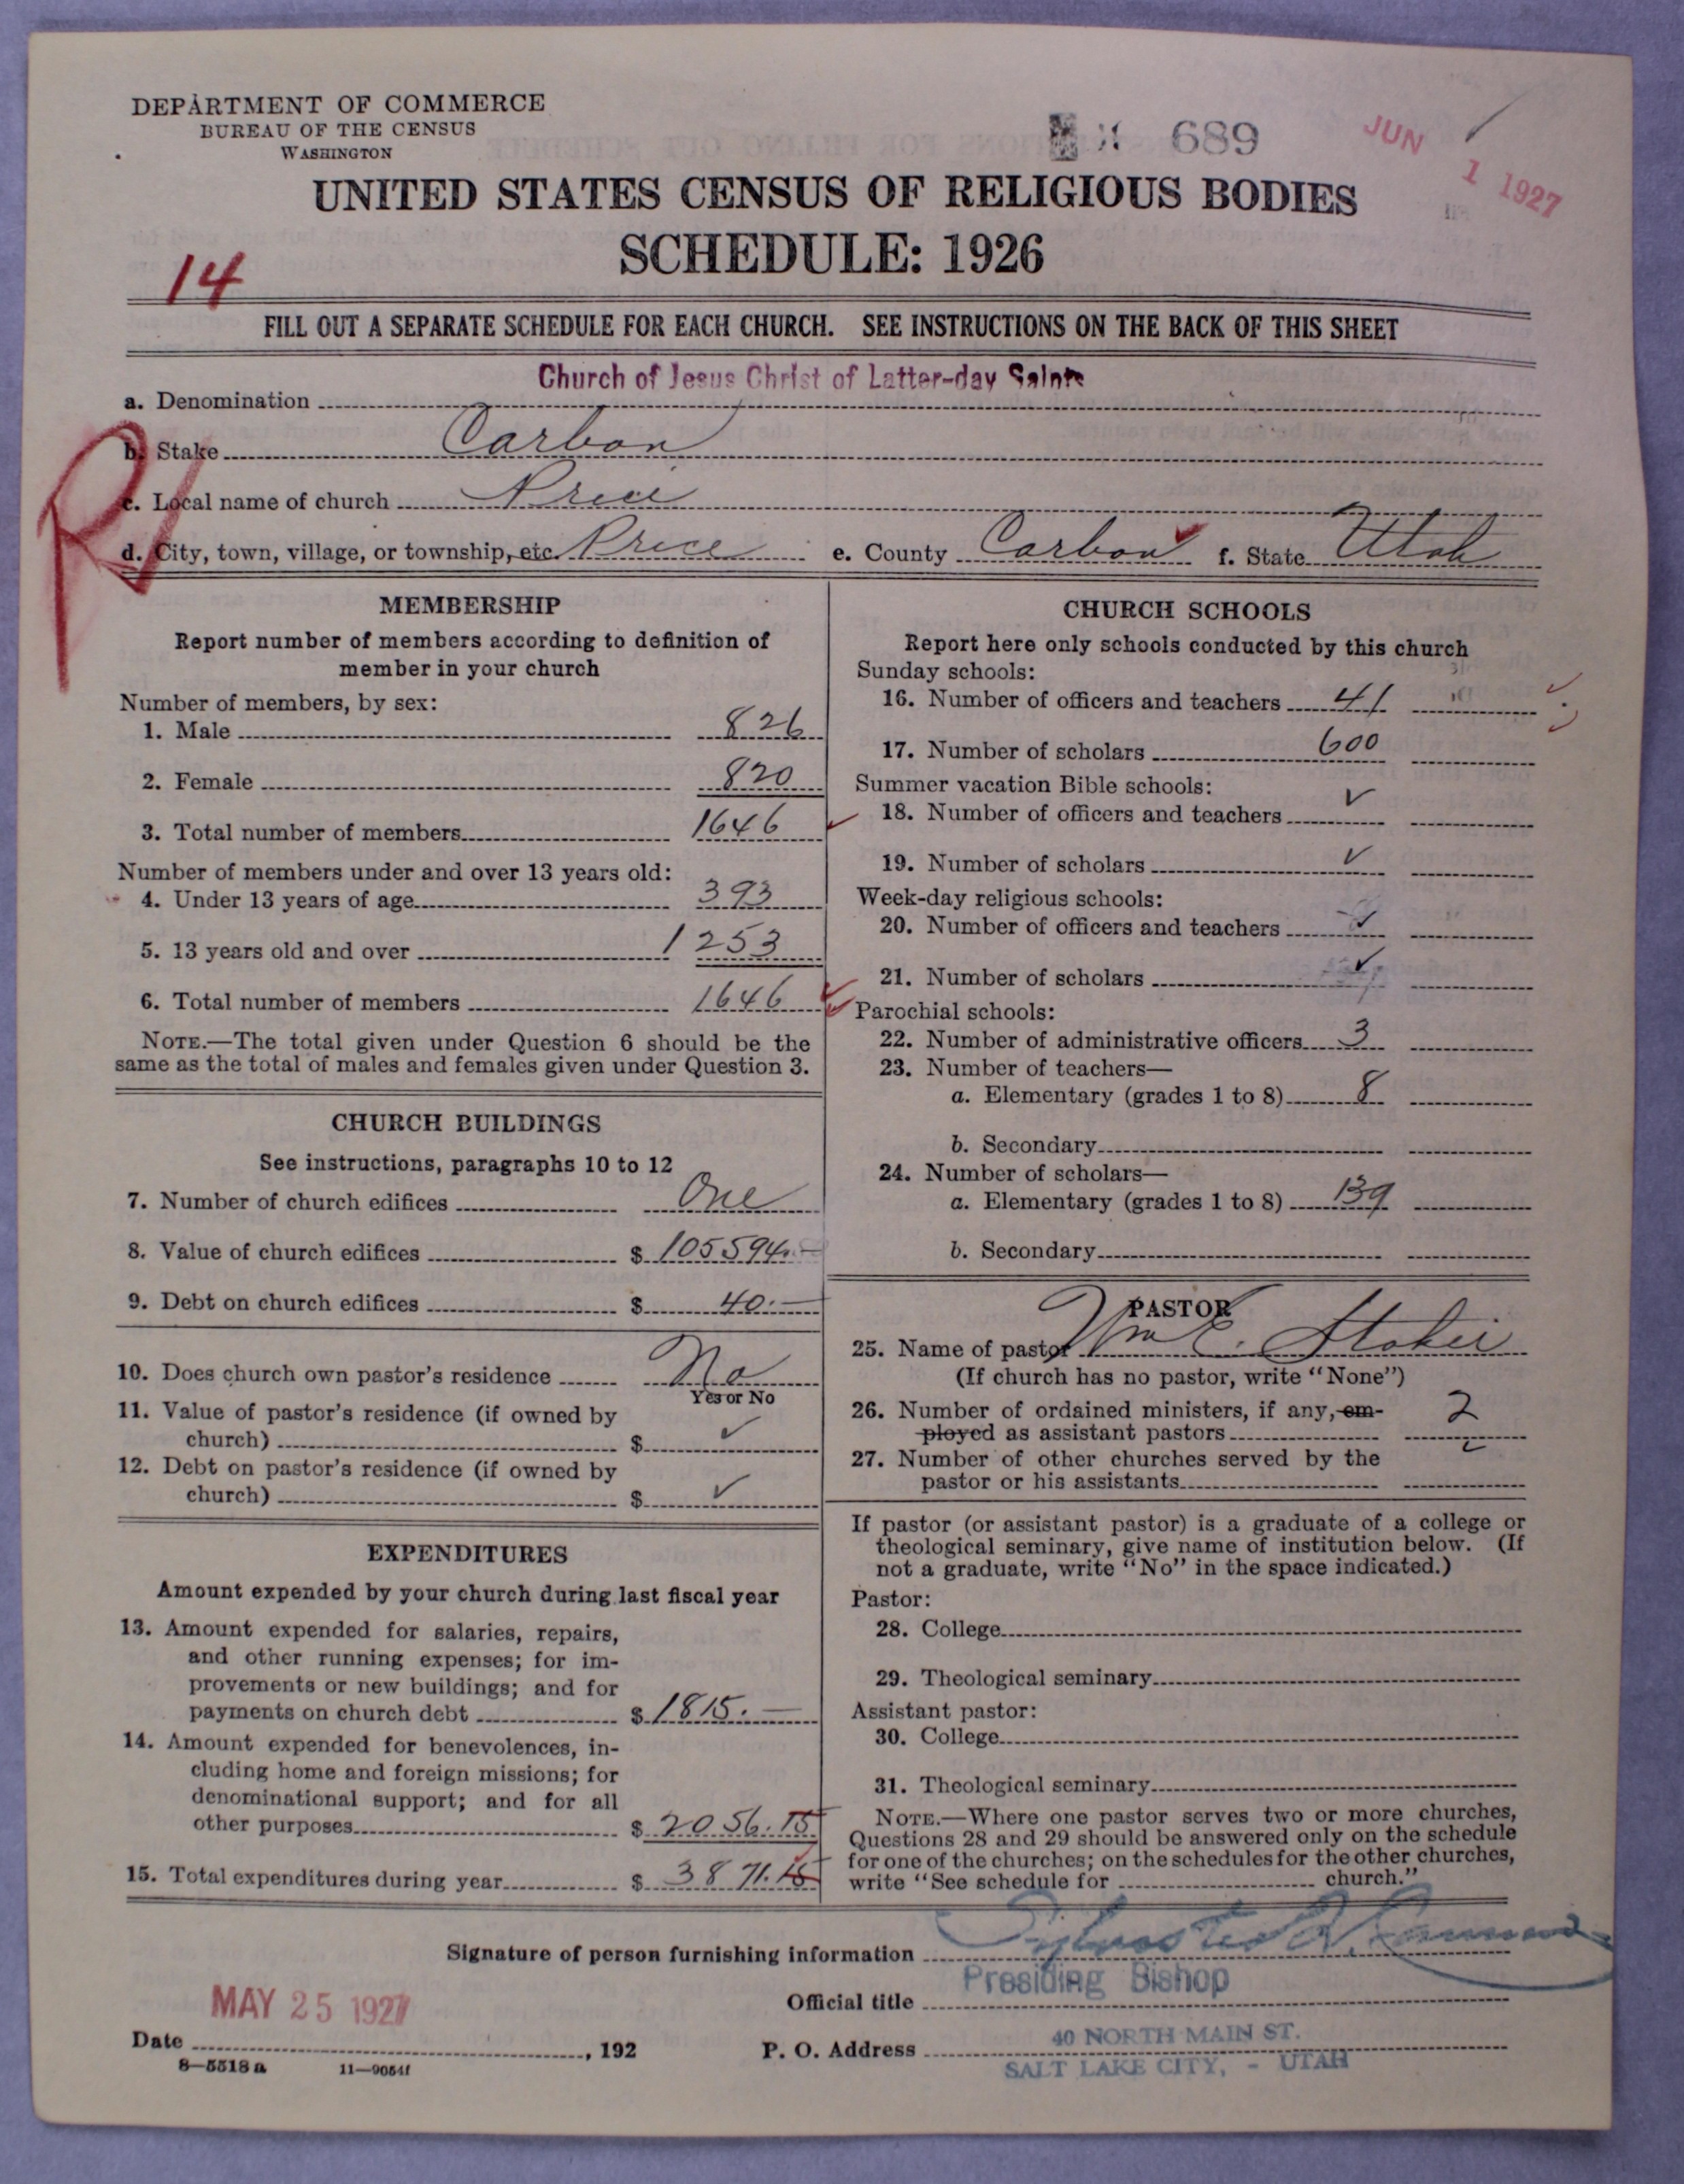 DEPARTMENT OF COMMERCE
BUREAU OF THE CENSUS
WASHINGTON
689
JUN 1 1927
UNITED STATES CENSUS OF RELIGIOUS BODIES
SCHEDULE: 1926
14
FILL OUT A SEPARATE SCHEDULE FOR EACH CHURCH. SEE INSTRUCTIONS ON THE BACK OF THIS SHEET
Church of Jesus Christ of Latter-day Saints
a. Denomination
R
b. Stake Carbon
c. Local name of church Price
d. City, town, village, or township, etc. Price e. County Carbon f. State Utah
MEMBERSHIP
Report number of members according to definition of
member in your church
Number of members, by sex:
1. Male 826
2. Female 820
3. Total number of members 1646
Number of members under and over 13 years old:
4. Under 13 years of age 393
5. 13 years old and over 1253
6. Total number of members 1646
NOTE.—The total given under Question 6 should be the
same as the total of males and females given under Question 3.
CHURCH BUILDINGS
See instructions, paragraphs 10 to 12
7. Number of church edifices One
8. Value of church edifices $ 105594.—
9. Debt on church edifices $ 40.—
10. Does church own pastor's residence No
Yes or No
11. Value of pastor's residence (if owned by
church) $ ✓
12. Debt on pastor's residence (if owned by
church) $ ✓
EXPENDITURES
Amount expended by your church during last fiscal year
13. Amount expended for salaries, repairs,
and other running expenses; for im-
provements or new buildings; and for
payments on church debt $ 1815.—
14. Amount expended for benevolences, in-
cluding home and foreign missions; for
denominational support; and for all
other purposes $ 2056.15
15. Total expenditures during year $ 3871.15
CHURCH SCHOOLS
Report here only schools conducted by this church
Sunday schools:
16. Number of officers and teachers 41
17. Number of scholars 600
Summer vacation Bible schools:
18. Number of officers and teachers ✓
19. Number of scholars ✓
Week-day religious schools:
20. Number of officers and teachers ✓
21. Number of scholars ✓
Parochial schools:
22. Number of administrative officers 3
23. Number of teachers—
a. Elementary (grades 1 to 8) 8
b. Secondary
24. Number of scholars—
a. Elementary (grades 1 to 8) 139
b. Secondary
PASTOR
25. Name of pastor Wm E. Stoker
(If church has no pastor, write "None")
26. Number of ordained ministers, if any, em-
ployed as assistant pastors 2
27. Number of other churches served by the
pastor or his assistants ✓
If pastor (or assistant pastor) is a graduate of a college or
theological seminary, give name of institution below. (If
not a graduate, write "No" in the space indicated.)
Pastor:
28. College
29. Theological seminary
Assistant pastor:
30. College
31. Theological seminary
NOTE.—Where one pastor serves two or more churches,
Questions 28 and 29 should be answered only on the schedule
for one of the churches; on the schedules for the other churches,
write "See schedule for church."
Signature of person furnishing information Sylvester Q. Cannon
Presiding Bishop
Official title
MAY 25 1927
Date , 192
40 NORTH MAIN ST.
P. O. Address
SALT LAKE CITY, - UTAH
8—5518 a 11—9054f